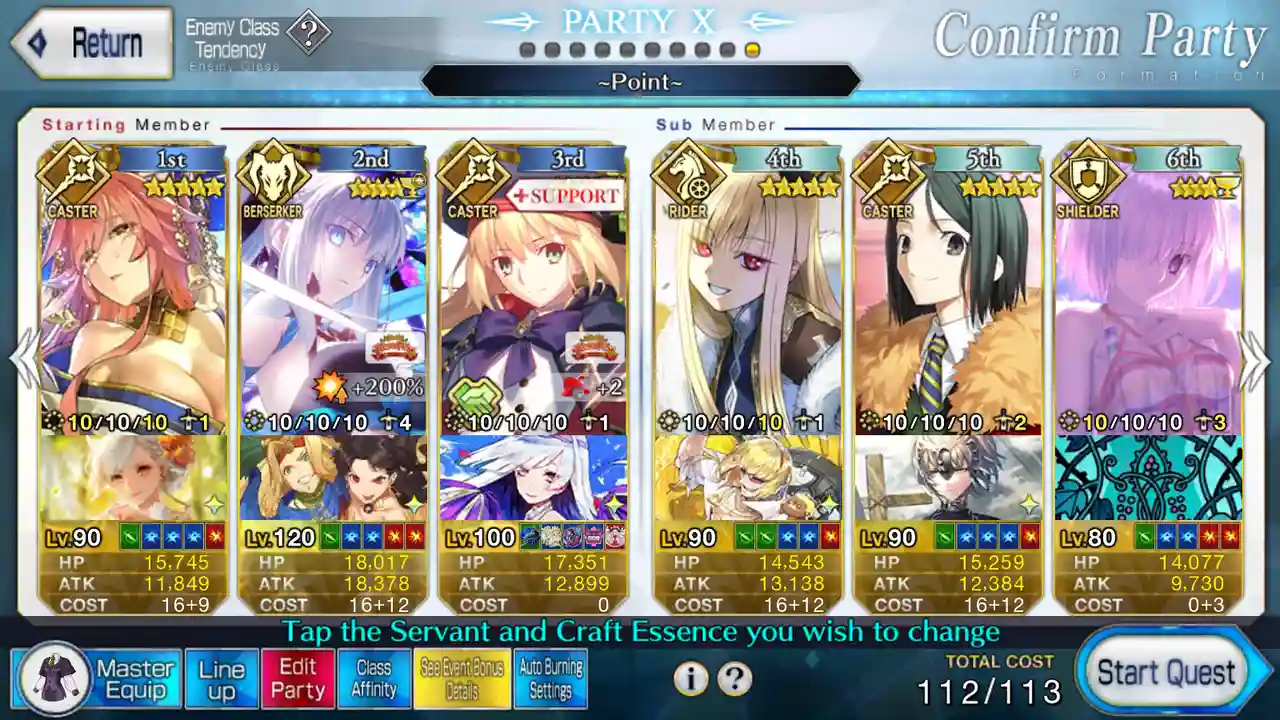 Return
Enemy Class
Tendency
Enemy Class
?
PARTY X
Confirm Party
Formation
~Point~
Starting Member
Sub Member
1st
CASTER
10/10/10 1
Lv.90
HP 15,745
ATK 11,849
COST 16+9
2nd
BERSERKER
+200%
10/10/10 4
Lv.120
HP 18,017
ATK 18,378
COST 16+12
3rd
CASTER
+SUPPORT
+2
10/10/10 1
Lv.100
HP 17,351
ATK 12,899
COST 0
4th
RIDER
10/10/10 1
Lv.90
HP 14,543
ATK 13,138
COST 16+12
5th
CASTER
10/10/10 2
Lv.90
HP 15,259
ATK 12,384
COST 16+12
6th
SHIELDER
10/10/10 3
Lv.80
HP 14,077
ATK 9,730
COST 0+3
Tap the Servant and Craft Essence you wish to change
Master
Equip
Line
up
Edit
Party
Class
Affinity
See Event Bonus
Details
Auto Burning
Settings
i
?
TOTAL COST
112/113
Start Quest